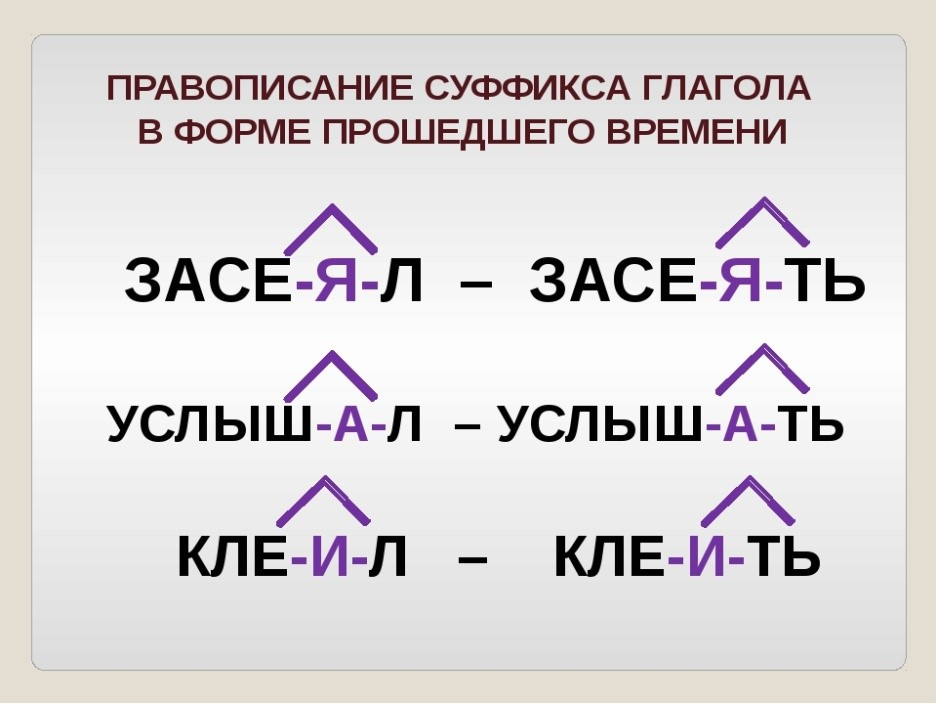 ПРАВОПИСАНИЕ СУФФИКСА ГЛАГОЛА
В ФОРМЕ ПРОШЕДШЕГО ВРЕМЕНИ
ЗАСЕ-Я-Л – ЗАСЕ-Я-ТЬ
УСЛЫШ-А-Л – УСЛЫШ-А-ТЬ
КЛЕ-И-Л – КЛЕ-И-ТЬ